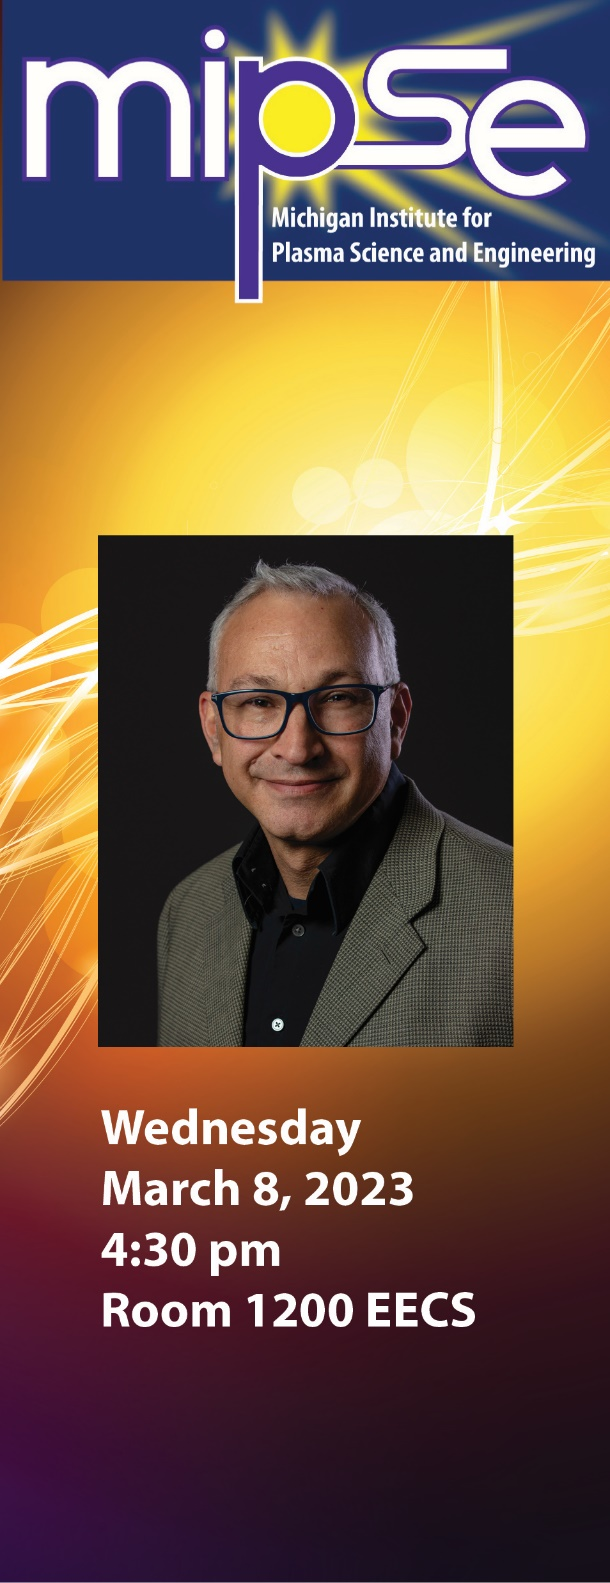 mipse
Michigan Institute for
Plasma Science and Engineering
Wednesday
March 8, 2023
4:30 pm
Room 1200 EECS